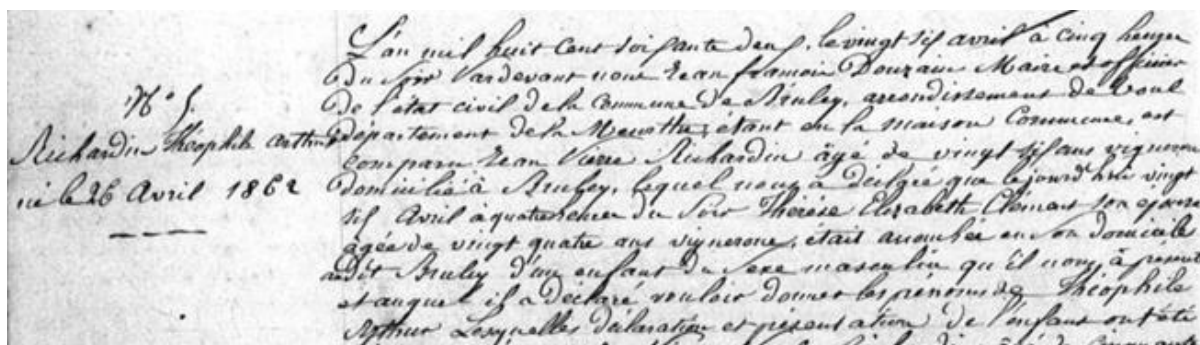 N° 5
Richardin Théophile Arthur
né le 26 Avril 1862
L'an mil huit cent soixante deux, le vingt six avril à cinq heures
du soir Pardevant nous Jean François Douzain Maire et officier
de l'état civil de la Commune de Bruley, arrondissement de Toul
département de la Meurthe, étant en la maison Commune, est
comparu Jean Pierre Richardin âgé de vingt six ans vigneron
domicilié à Bruley, lequel nous a déclaré que le jourd'hui vingt
six Avril à quatre heures du soir Thérèse Elizabeth Clément son épouse
agée de vingt quatre ans vignerone, était accouchée en son domicile
audit Bruley d'un enfant du sexe masculin qu'il nous a présenté
et auquel il a déclaré vouloir donner les prénoms de Théophile
Arthur Lesquelles déclaration et présentation de l'enfant ont été